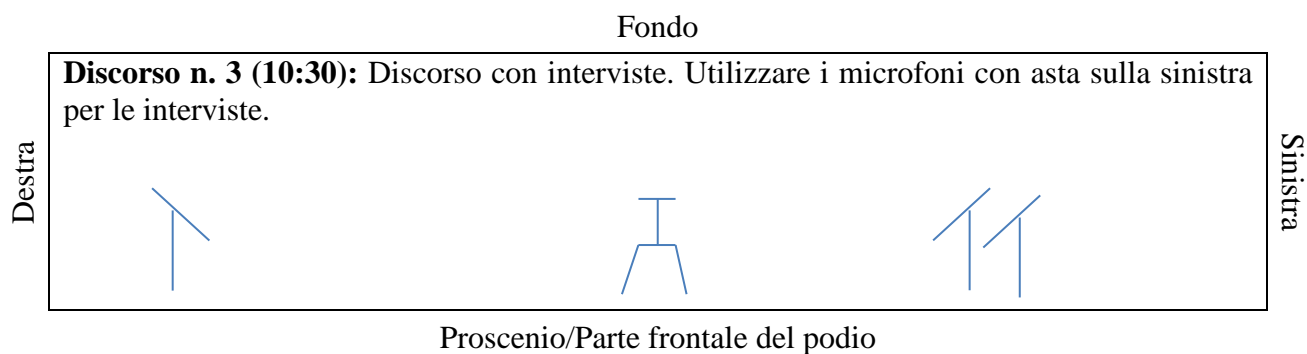 Fondo
Discorso n. 3 (10:30): Discorso con interviste. Utilizzare i microfoni con asta sulla sinistra
per le interviste.
Destra
Sinistra
Proscenio/Parte frontale del podio